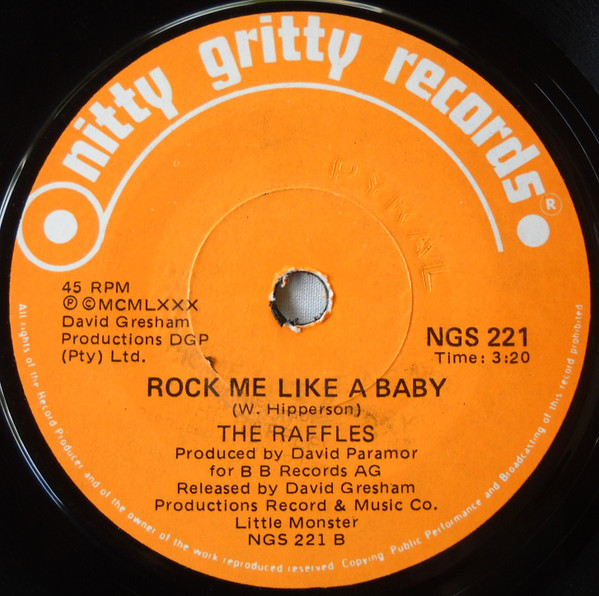 nitty gritty records®
PYRAL
45 RPM
Ⓟ ©MCMLXXX
David Gresham
Productions DGP
(Pty) Ltd.
NGS 221
Time: 3:20
ROCK ME LIKE A BABY
(W. Hipperson)
THE RAFFLES
Produced by David Paramor
for B B Records AG
Released by David Gresham
Productions Record & Music Co.
Little Monster
NGS 221 B
All rights of the Record Producer and of the owner of the work reproduced reserved Copying Public Performance and Broadcasting of this record prohibited